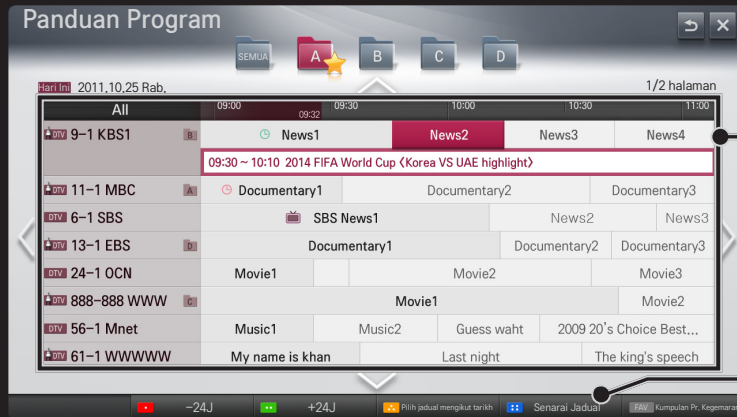 Panduan Program
SEMUA A B C D
Hari Ini 2011.10.25 Rab. 1/2 halaman
All 09:00 09:32 09:30 10:00 10:30 11:00
DTV 9-1 KBS1 B News1 News2 News3 News4
09:30 ~ 10:10 2014 FIFA World Cup 〈Korea VS UAE highlight〉
DTV 11-1 MBC A Documentary1 Documentary2 Documentary3
DTV 6-1 SBS SBS News1 News2 News3
DTV 13-1 EBS D Documentary1 Documentary2 Documentary3
DTV 24-1 OCN Movie1 Movie2 Movie3
DTV 888-888 WWW C Movie1 Movie2
DTV 56-1 Mnet Music1 Music2 Guess waht 2009 20's Choice Best...
DTV 61-1 WWWWW My name is khan Last night The king's speech
-24J +24J Pilih jadual mengikut tarikh Senarai Jadual FAV Kumpulan Pr, Kegemaran